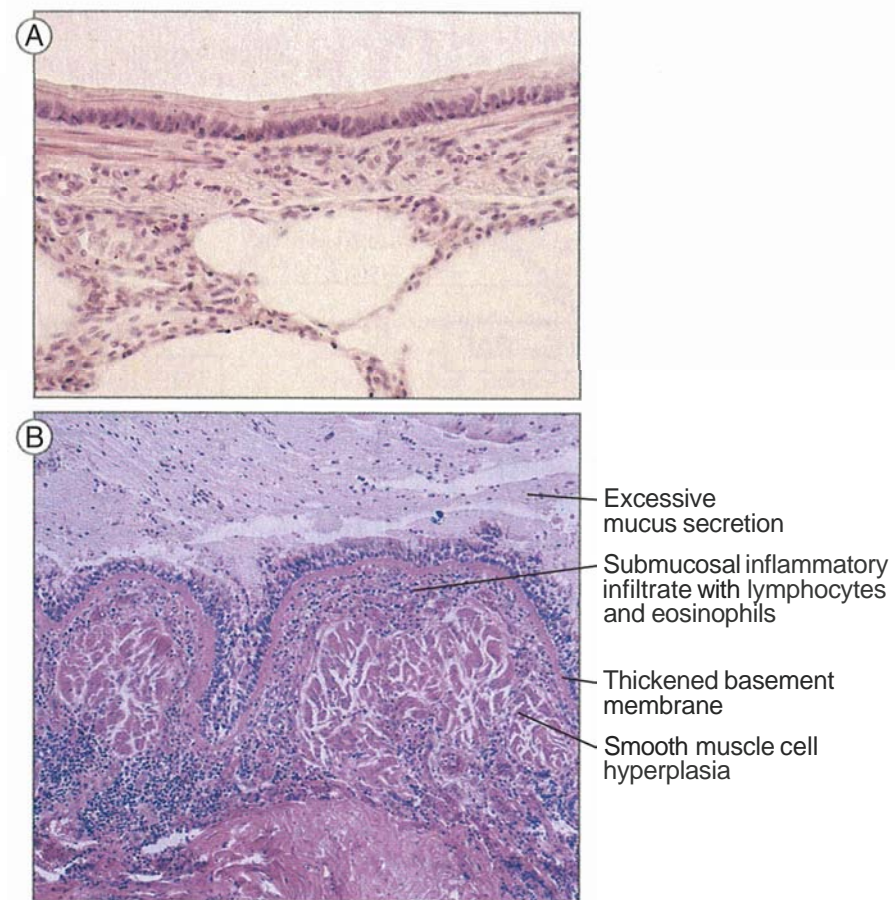 A
B
Excessive
mucus secretion
Submucosal inflammatory
infiltrate with lymphocytes
and eosinophils
Thickened basement
membrane
Smooth muscle cell
hyperplasia